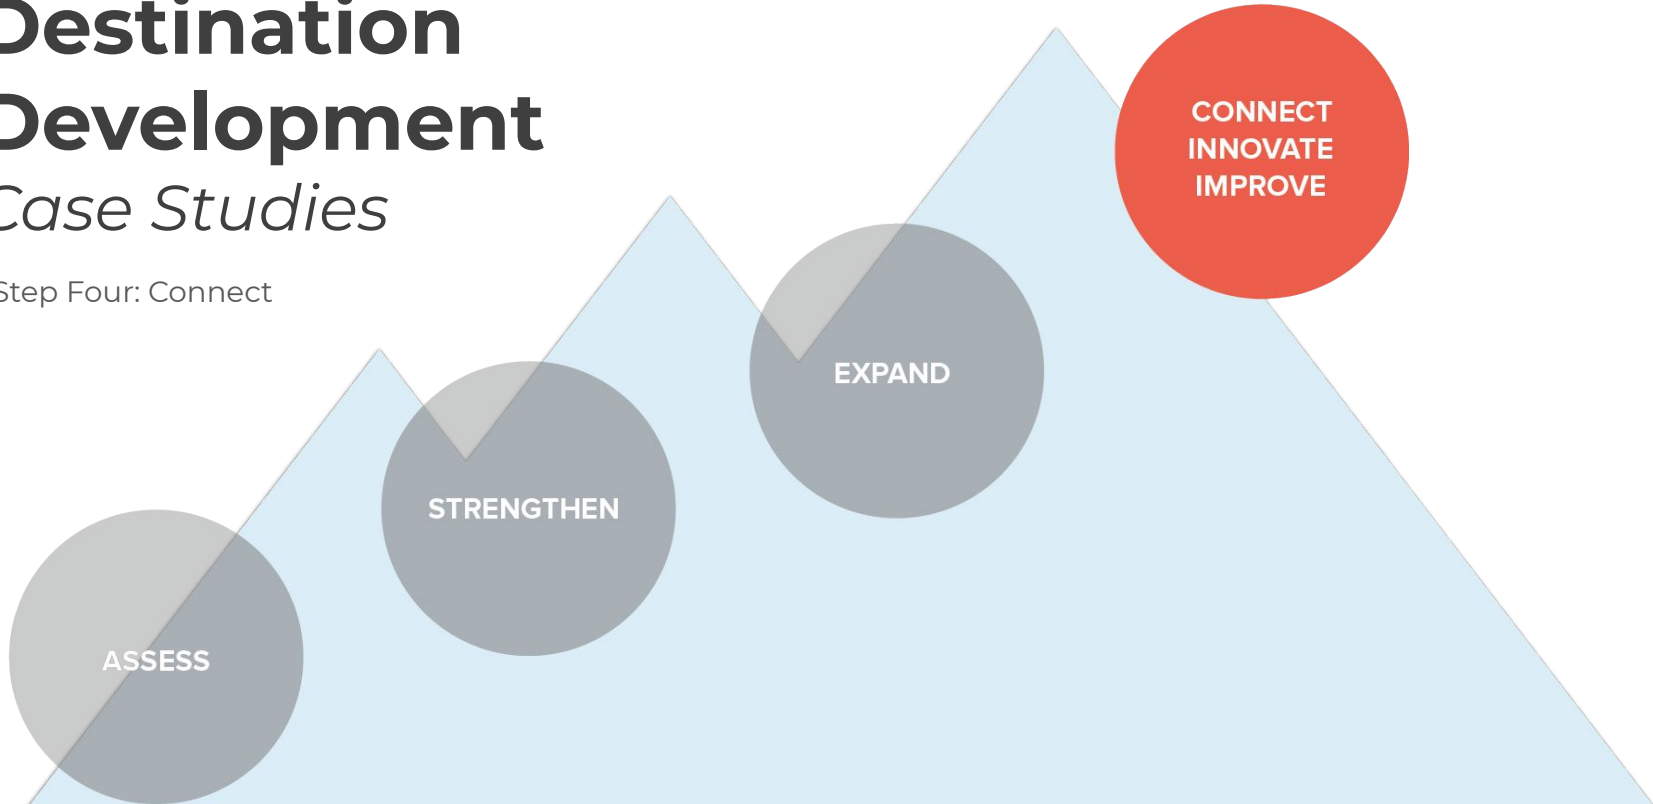 Destination
Development
Case Studies
Step Four: Connect
CONNECT
INNOVATE
IMPROVE
EXPAND
STRENGTHEN
ASSESS